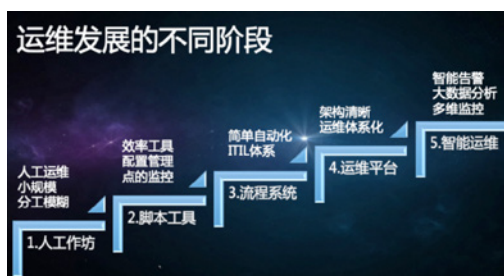 运维发展的不同阶段
人工运维
小规模
分工模糊
1.人工作坊
效率工具
配置管理
点的监控
2.脚本工具
简单自动化
ITIL体系
3.流程系统
架构清晰
运维体系化
4.运维平台
智能告警
大数据分析
多维监控
5.智能运维